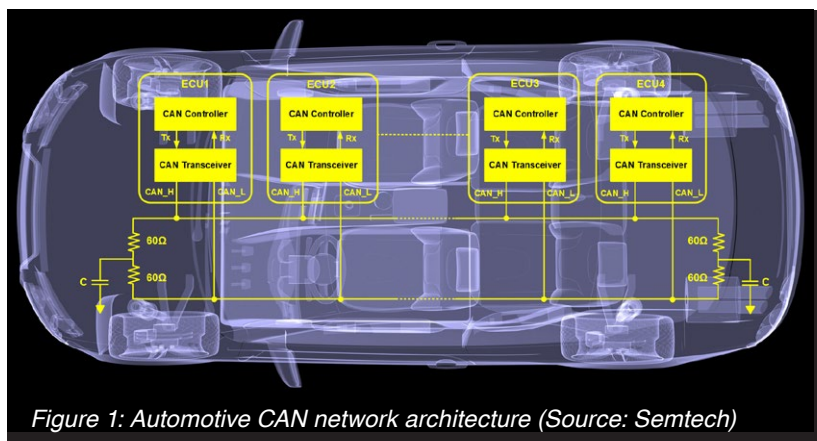 ECU1 ECU2 ECU3 ECU4
CAN Controller CAN Controller CAN Controller CAN Controller
Tx Rx Tx Rx Tx Rx Tx Rx
CAN Transceiver CAN Transceiver CAN Transceiver CAN Transceiver
CAN_H CAN_L CAN_H CAN_L CAN_H CAN_L CAN_H CAN_L
60Ω 60Ω
C 60Ω 60Ω C
Figure 1: Automotive CAN network architecture (Source: Semtech)